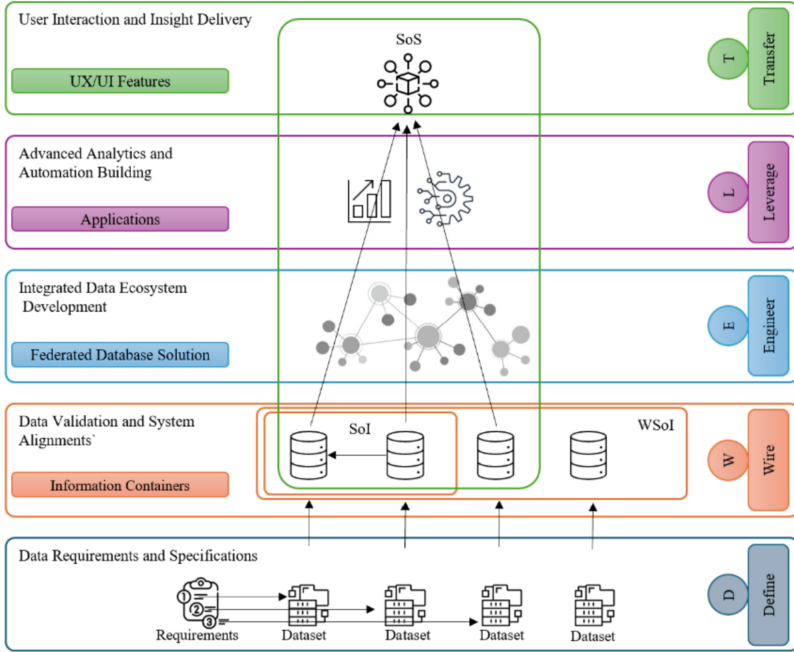 User Interaction and Insight Delivery
UX/UI Features
SoS
T
Transfer
Advanced Analytics and
Automation Building
Applications
L
Leverage
Integrated Data Ecosystem
Development
Federated Database Solution
E
Engineer
Data Validation and System
Alignments`
Information Containers
SoI
WSoI
W
Wire
Data Requirements and Specifications
1
2
3
Requirements
Dataset
Dataset
Dataset
Dataset
D
Define